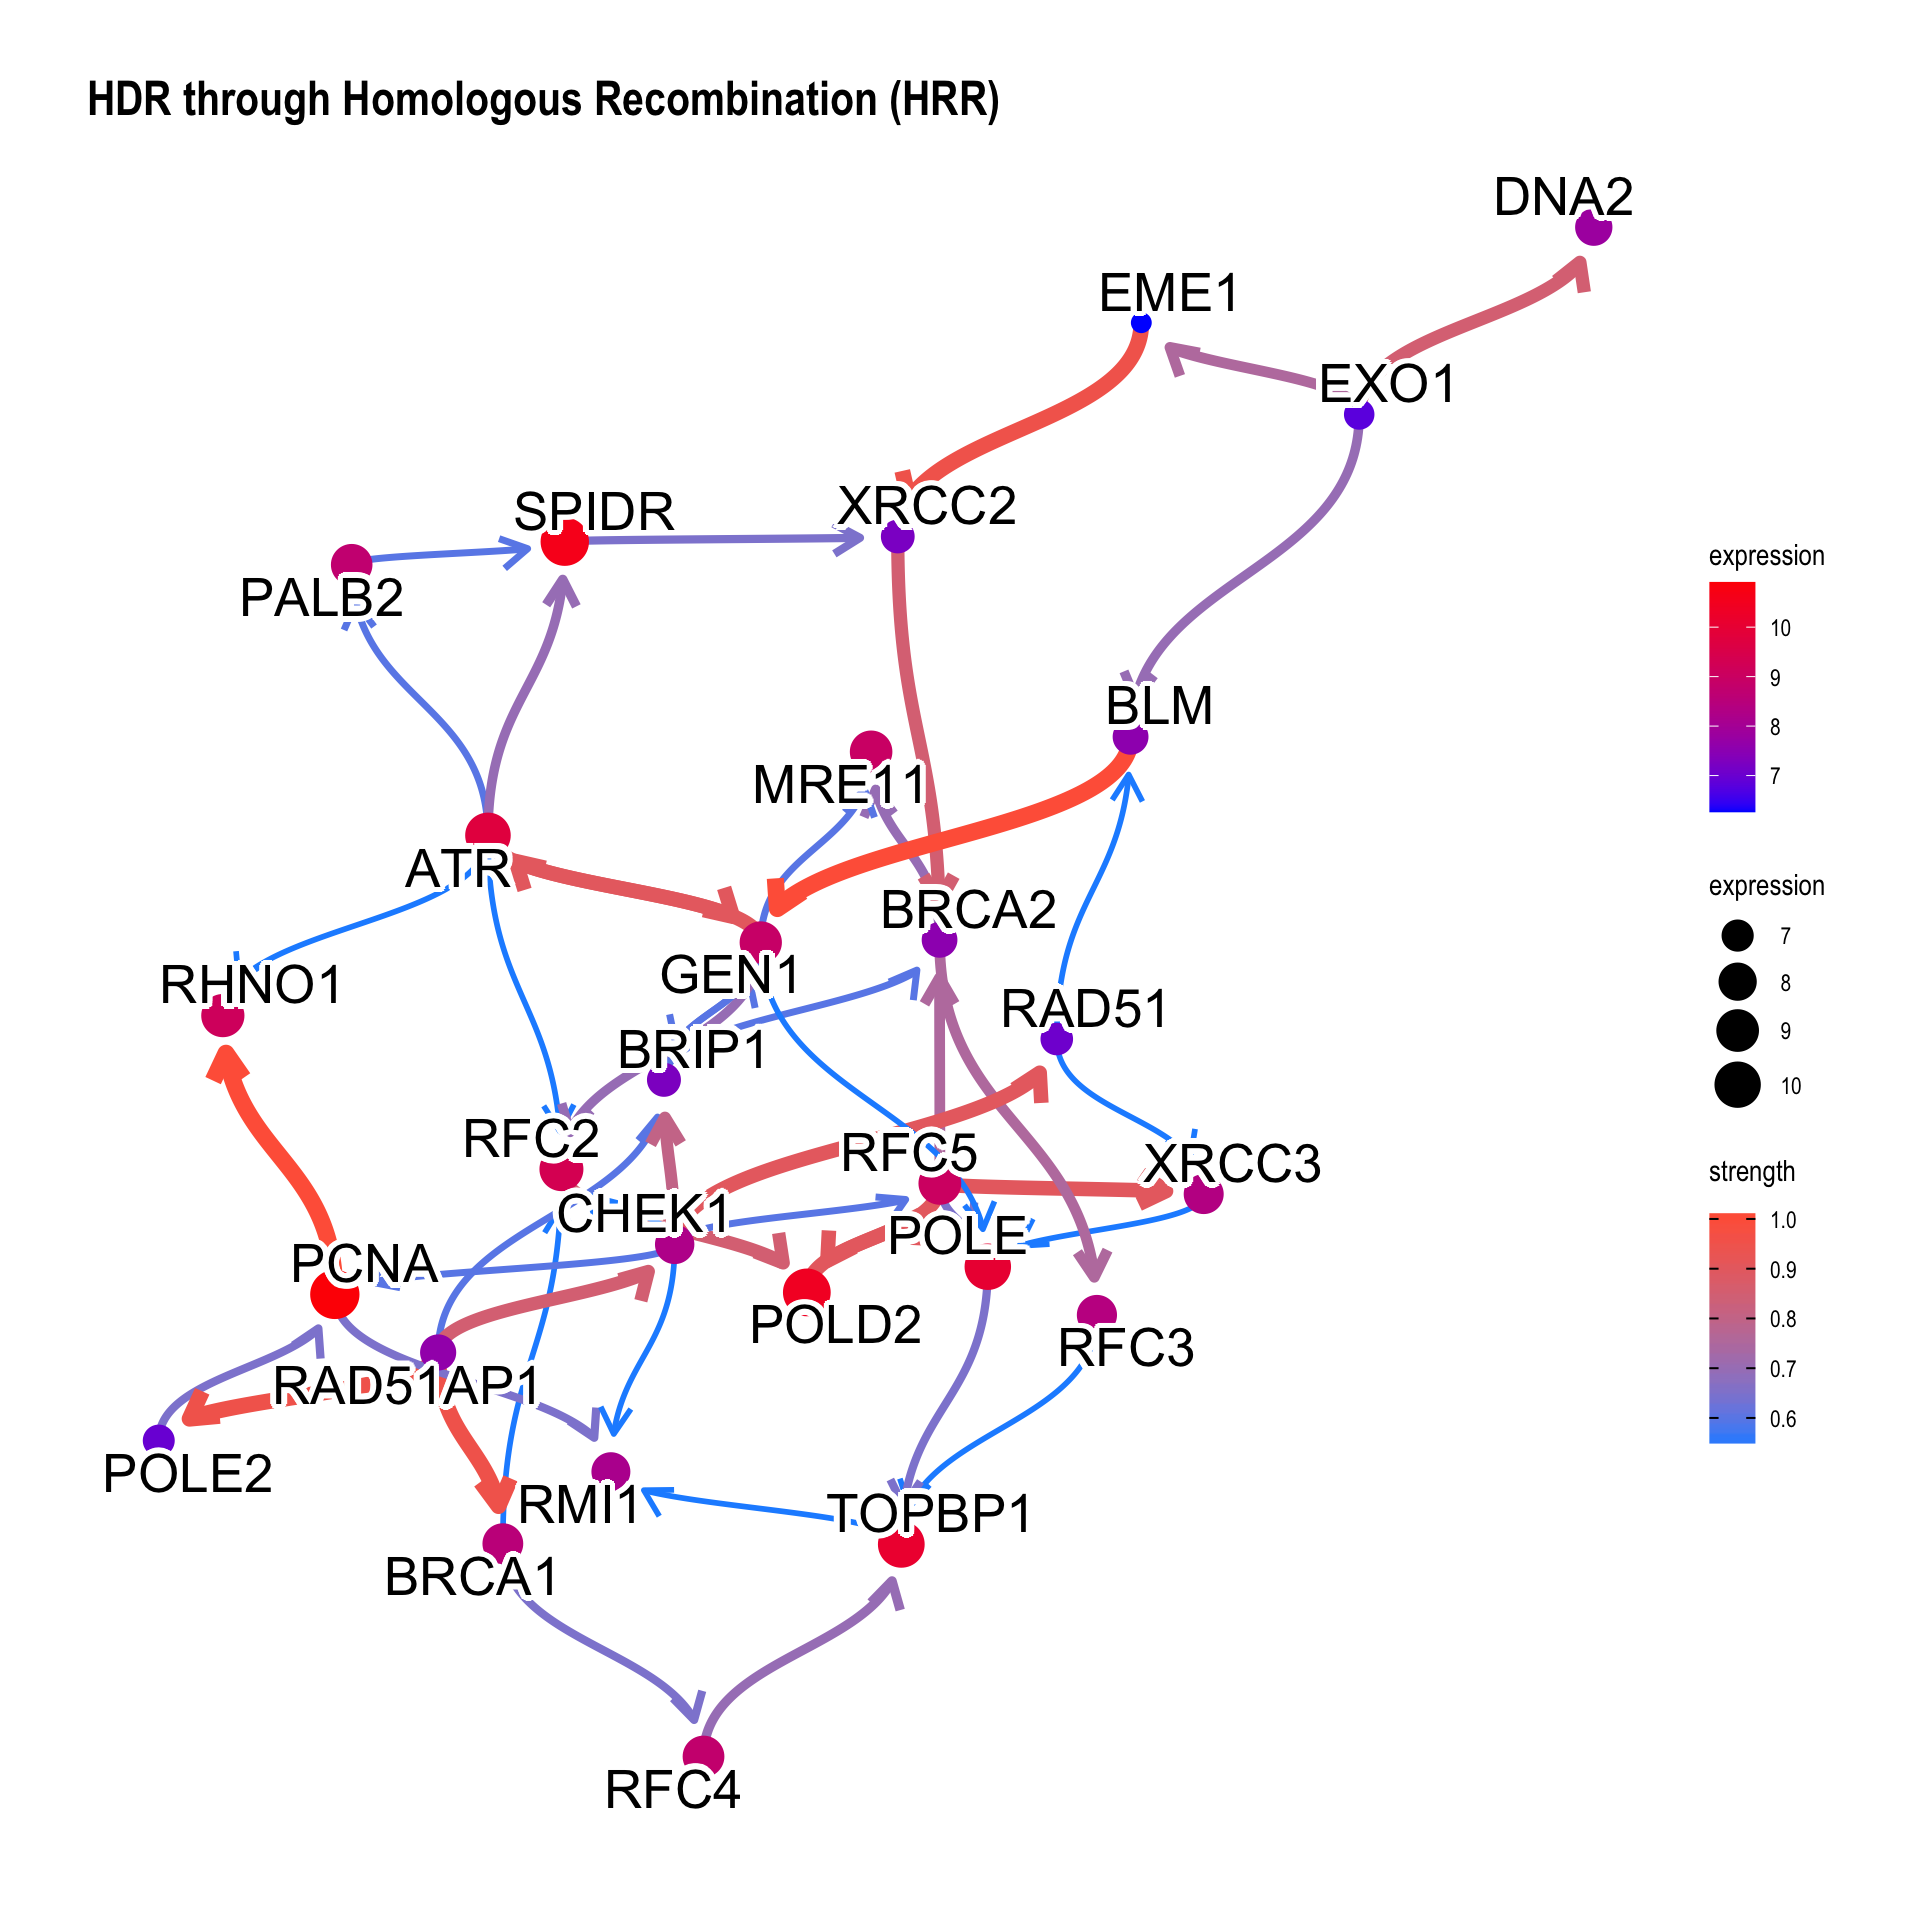 HDR through Homologous Recombination (HRR)
DNA2
EME1
EXO1
SPIDR
XRCC2
PALB2
BLM
MRE11
ATR
BRCA2
GEN1
RHNO1
RAD51
BRIP1
RFC2
RFC5
XRCC3
CHEK1
POLE
PCNA
POLD2
RFC3
RAD51AP1
POLE2
RMI1
TOPBP1
BRCA1
RFC4
expression
10
9
8
7
expression
7
8
9
10
strength
1.0
0.9
0.8
0.7
0.6